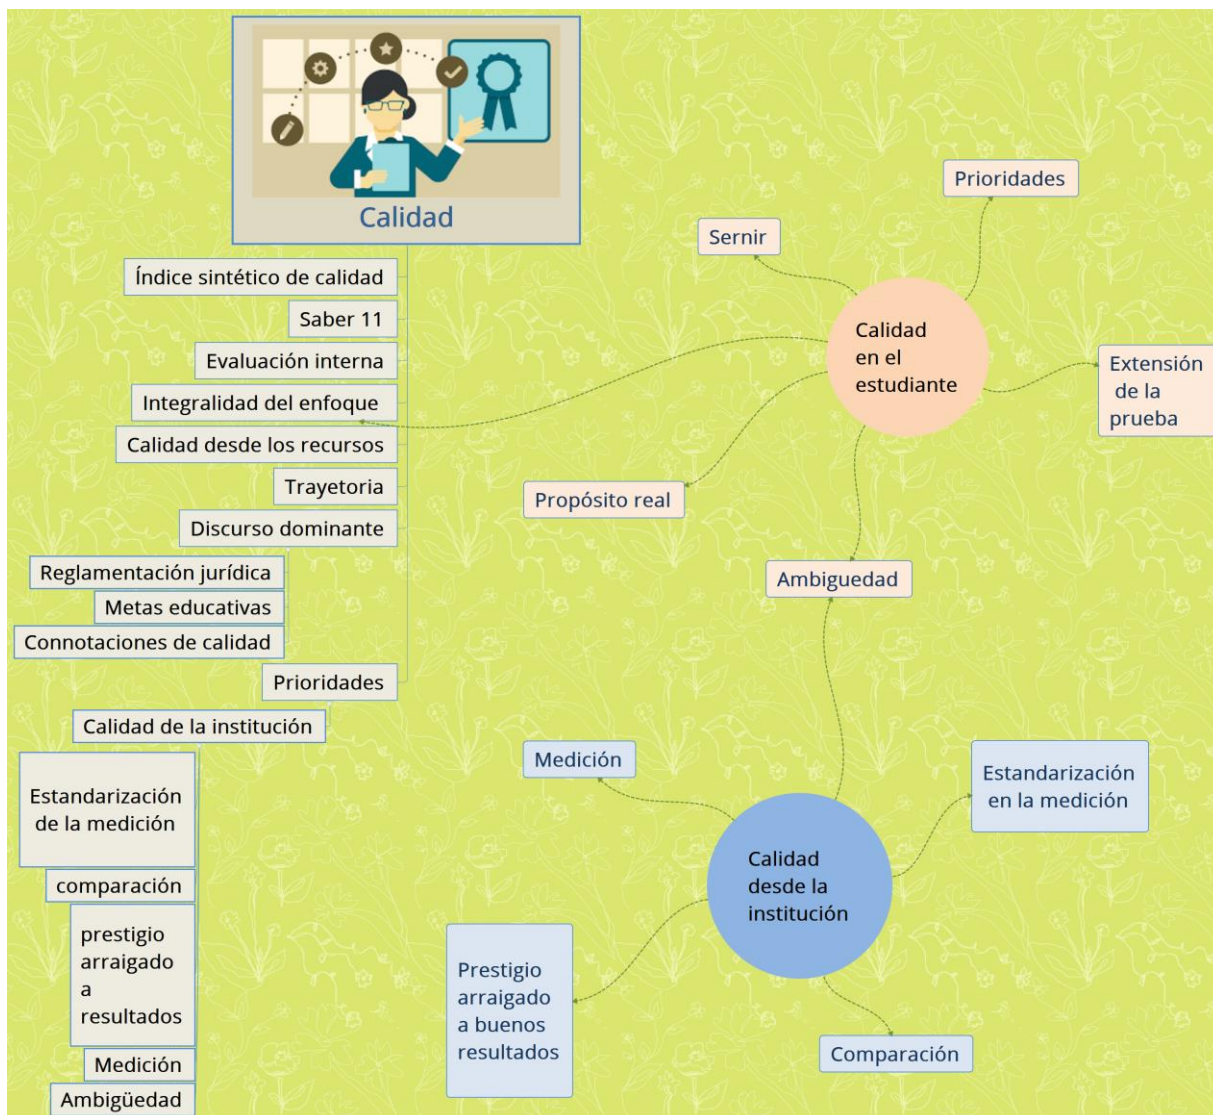 Calidad
Índice sintético de calidad
Saber 11
Evaluación interna
Integralidad del enfoque
Calidad desde los recursos
Trayetoria
Discurso dominante
Reglamentación jurídica
Metas educativas
Connotaciones de calidad
Prioridades
Calidad de la institución
Estandarización
de la medición
comparación
prestigio
arraigado
a
resultados
Medición
Ambigüedad
Prioridades
Sernir
Calidad
en el
estudiante
Extensión
de la
prueba
Propósito real
Ambiguedad
Medición
Estandarización
en la medición
Calidad
desde la
institución
Prestigio
arraigado
a buenos
resultados
Comparación